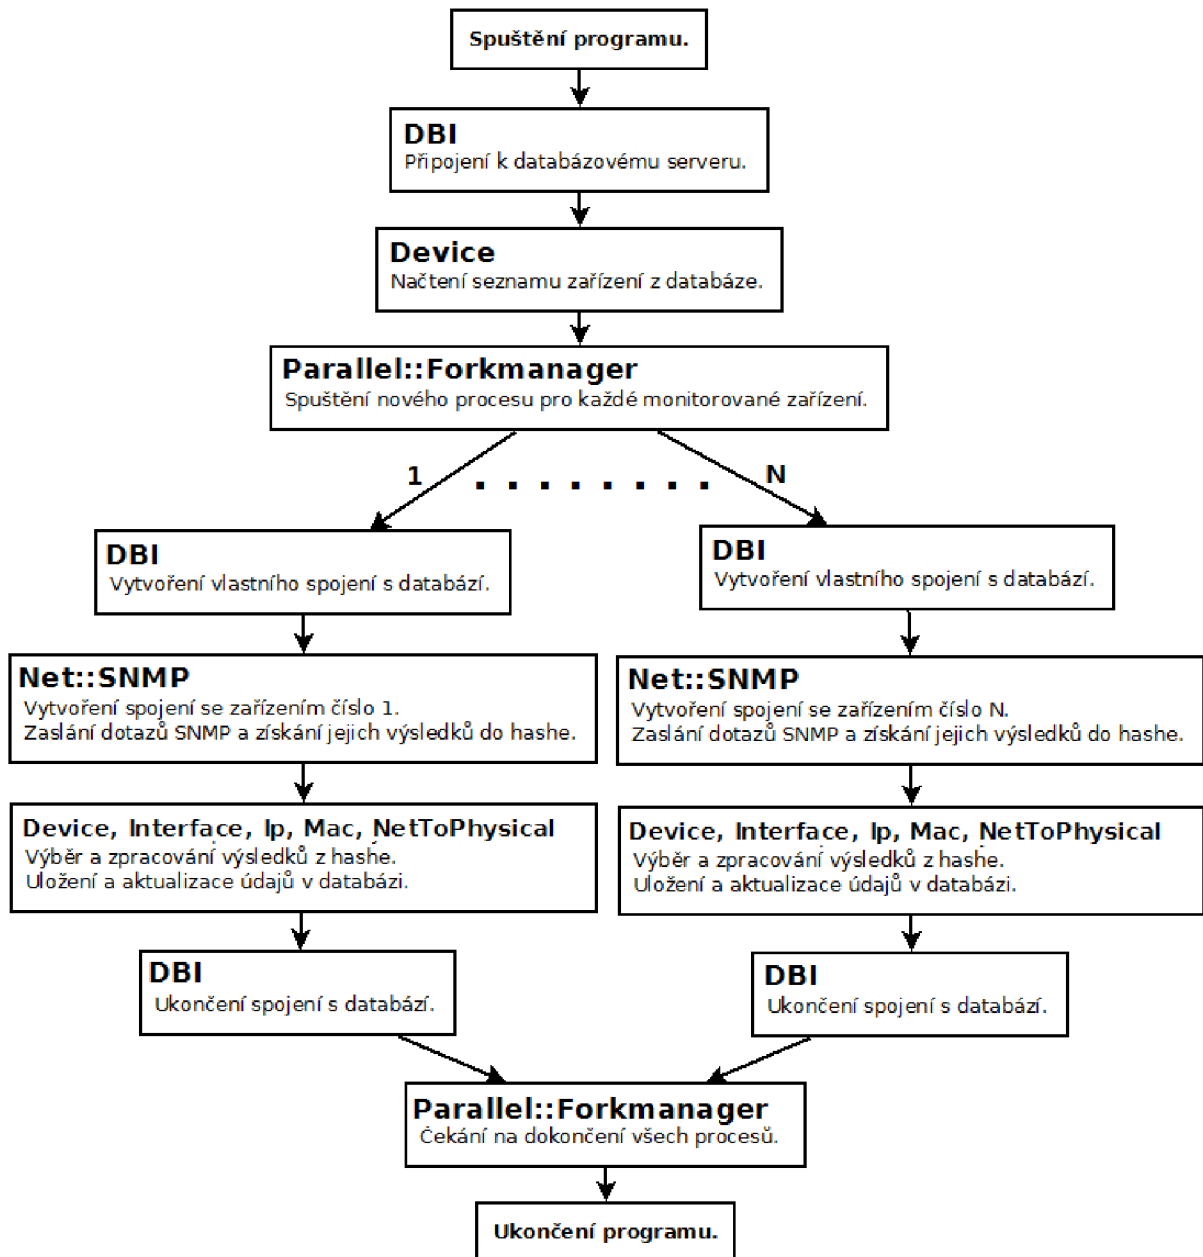 Spuštění programu.
DBI
Připojení k databázovému serveru.
Device
Načtení seznamu zařízení z databáze.
Parallel::Forkmanager
Spuštění nového procesu pro každé monitorované zařízení.
1
. . . . . . . .
N
DBI
Vytvoření vlastního spojení s databází.
Net::SNMP
Vytvoření spojení se zařízením číslo 1.
Zaslání dotazů SNMP a získání jejich výsledků do hashe.
Device, Interface, Ip, Mac, NetToPhysical
Výběr a zpracování výsledků z hashe.
Uložení a aktualizace údajů v databázi.
DBI
Ukončení spojení s databází.
DBI
Vytvoření vlastního spojení s databází.
Net::SNMP
Vytvoření spojení se zařízením číslo N.
Zaslání dotazů SNMP a získání jejich výsledků do hashe.
Device, Interface, Ip, Mac, NetToPhysical
Výběr a zpracování výsledků z hashe.
Uložení a aktualizace údajů v databázi.
DBI
Ukončení spojení s databází.
Parallel::Forkmanager
Čekání na dokončení všech procesů.
Ukončení programu.